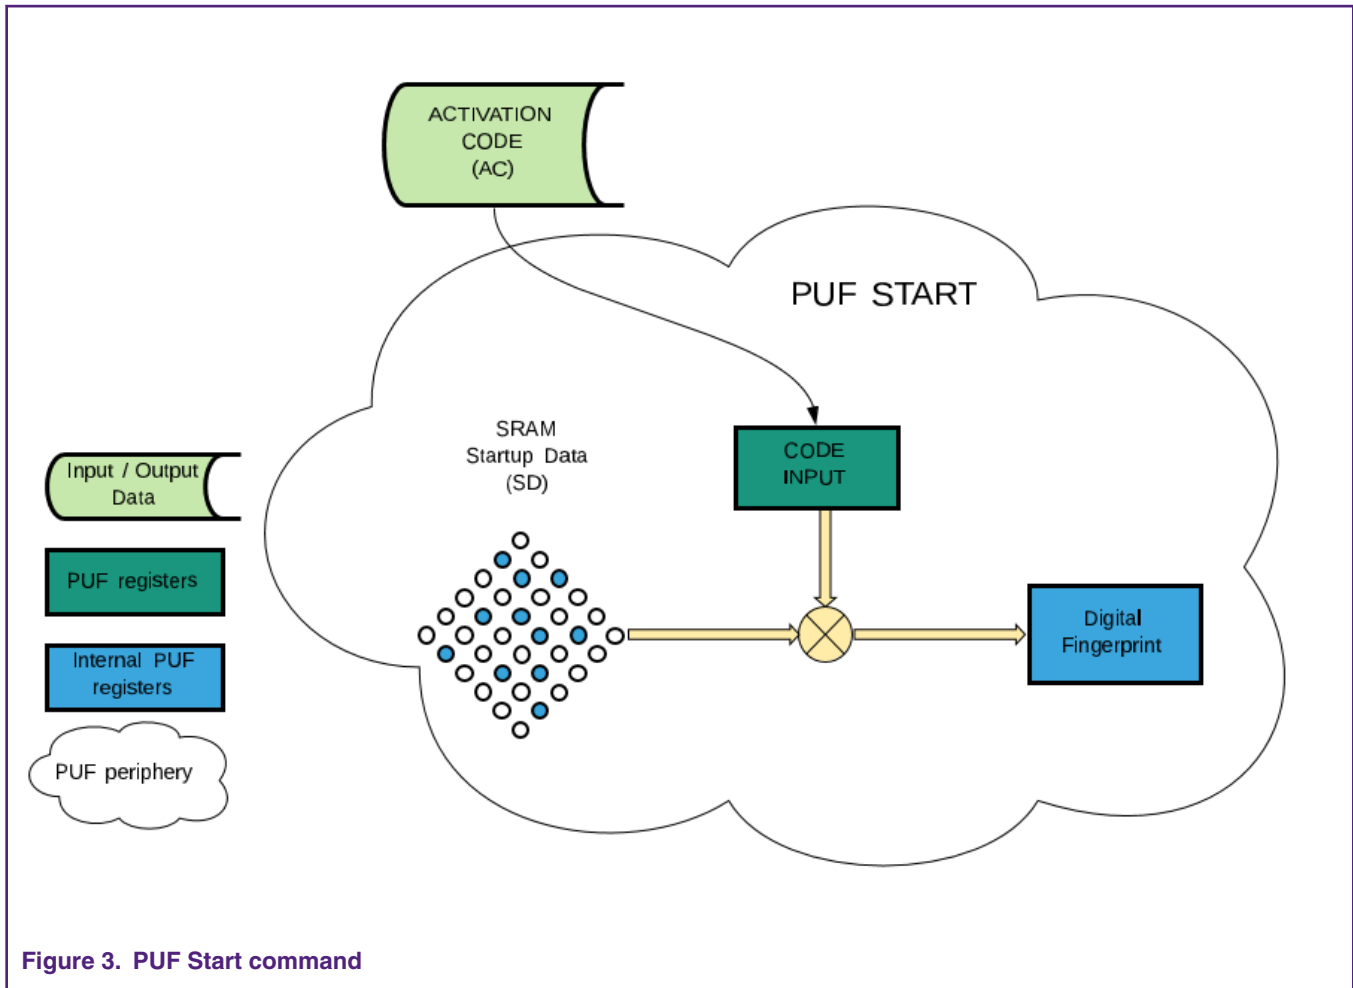 ACTIVATION
CODE
(AC)
PUF START
SRAM
Startup Data
(SD)
CODE
INPUT
Input / Output
Data
PUF registers
Digital
Fingerprint
Internal PUF
registers
PUF periphery
Figure 3. PUF Start command